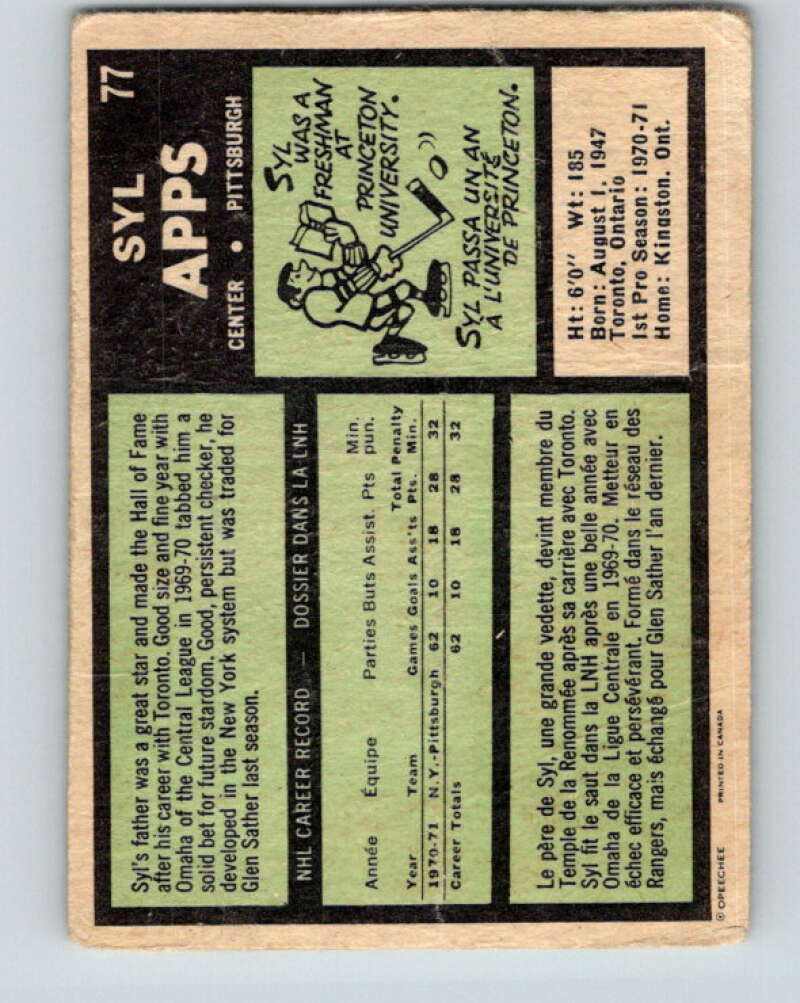 SYL
APPS
77
CENTER • PITTSBURGH
Syl's father was a great star and made the Hall of Fame
after his career with Toronto. Good size and fine year with
Omaha of the Central League in 1969-70 tabbed him a
solid bet for future stardom. Good, persistent checker, he
developed in the New York system but was traded for
Glen Sather last season.
SYL
WAS A
FRESHMAN
AT
PRINCETON
UNIVERSITY.
SYL PASSA UN AN
A L'UNIVERSITÉ
DE PRINCETON.
NHL CAREER RECORD — DOSSIER DANS LA LNH
Année Équipe Parties Buts Assist. Pts Min. pun.
Year Team Games Goals Ass'ts Total Pts. Penalty Min.
1970-71 N.Y.-Pittsburgh 62 10 18 28 32
Career Totals 62 10 18 28 32
Ht: 6'0" Wt: 185
Born: August 1, 1947
Toronto, Ontario
1st Pro Season: 1970-71
Home: Kingston, Ont.
Le père de Syl, une grande vedette, devint membre du
Temple de la Renommée après sa carrière avec Toronto.
Syl fit le saut dans la LNH après une belle année avec
Omaha de la Ligue Centrale en 1969-70. Metteur en
échec efficace et persévérant. Formé dans le réseau des
Rangers, mais échangé pour Glen Sather l'an dernier.
© OPEECHEE PRINTED IN CANADA